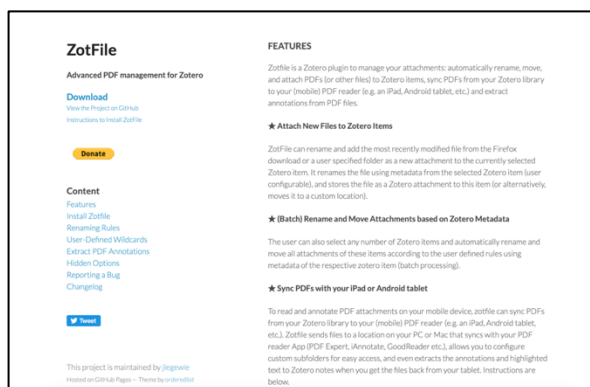 ZotFile
Advanced PDF management for Zotero
Download
View the Project on GitHub
Instructions to Install ZotFile
Donate
Content
Features
Install Zotfile
Renaming Rules
User-Defined Wildcards
Extract PDF Annotations
Hidden Options
Reporting a Bug
Changelog
Tweet
This project is maintained by jlegewie
Hosted on GitHub Pages — Theme by orderedlist
FEATURES
Zotfile is a Zotero plugin to manage your attachments: automatically rename, move,
and attach PDFs (or other files) to Zotero items, sync PDFs from your Zotero library
to your (mobile) PDF reader (e.g. an iPad, Android tablet, etc.) and extract
annotations from PDF files.
★ Attach New Files to Zotero Items
ZotFile can rename and add the most recently modified file from the Firefox
download or a user specified folder as a new attachment to the currently selected
Zotero item. It renames the file using metadata from the selected Zotero item (user
configurable), and stores the file as a Zotero attachment to this item (or alternatively,
moves it to a custom location).
★ (Batch) Rename and Move Attachments based on Zotero Metadata
The user can also select any number of Zotero items and automatically rename and
move all attachments of these items according to the user defined rules using
metadata of the respective zotero item (batch processing).
★ Sync PDFs with your iPad or Android tablet
To read and annotate PDF attachments on your mobile device, zotfile can sync PDFs
from your Zotero library to your (mobile) PDF reader (e.g. an iPad, Android tablet,
etc.). Zotfile sends files to a location on your PC or Mac that syncs with your PDF
reader App (PDF Expert, iAnnotate, GoodReader etc.), allows you to configure
custom subfolders for easy access, and even extracts the annotations and highlighted
text to Zotero notes when you get the files back from your tablet. Instructions are
below.